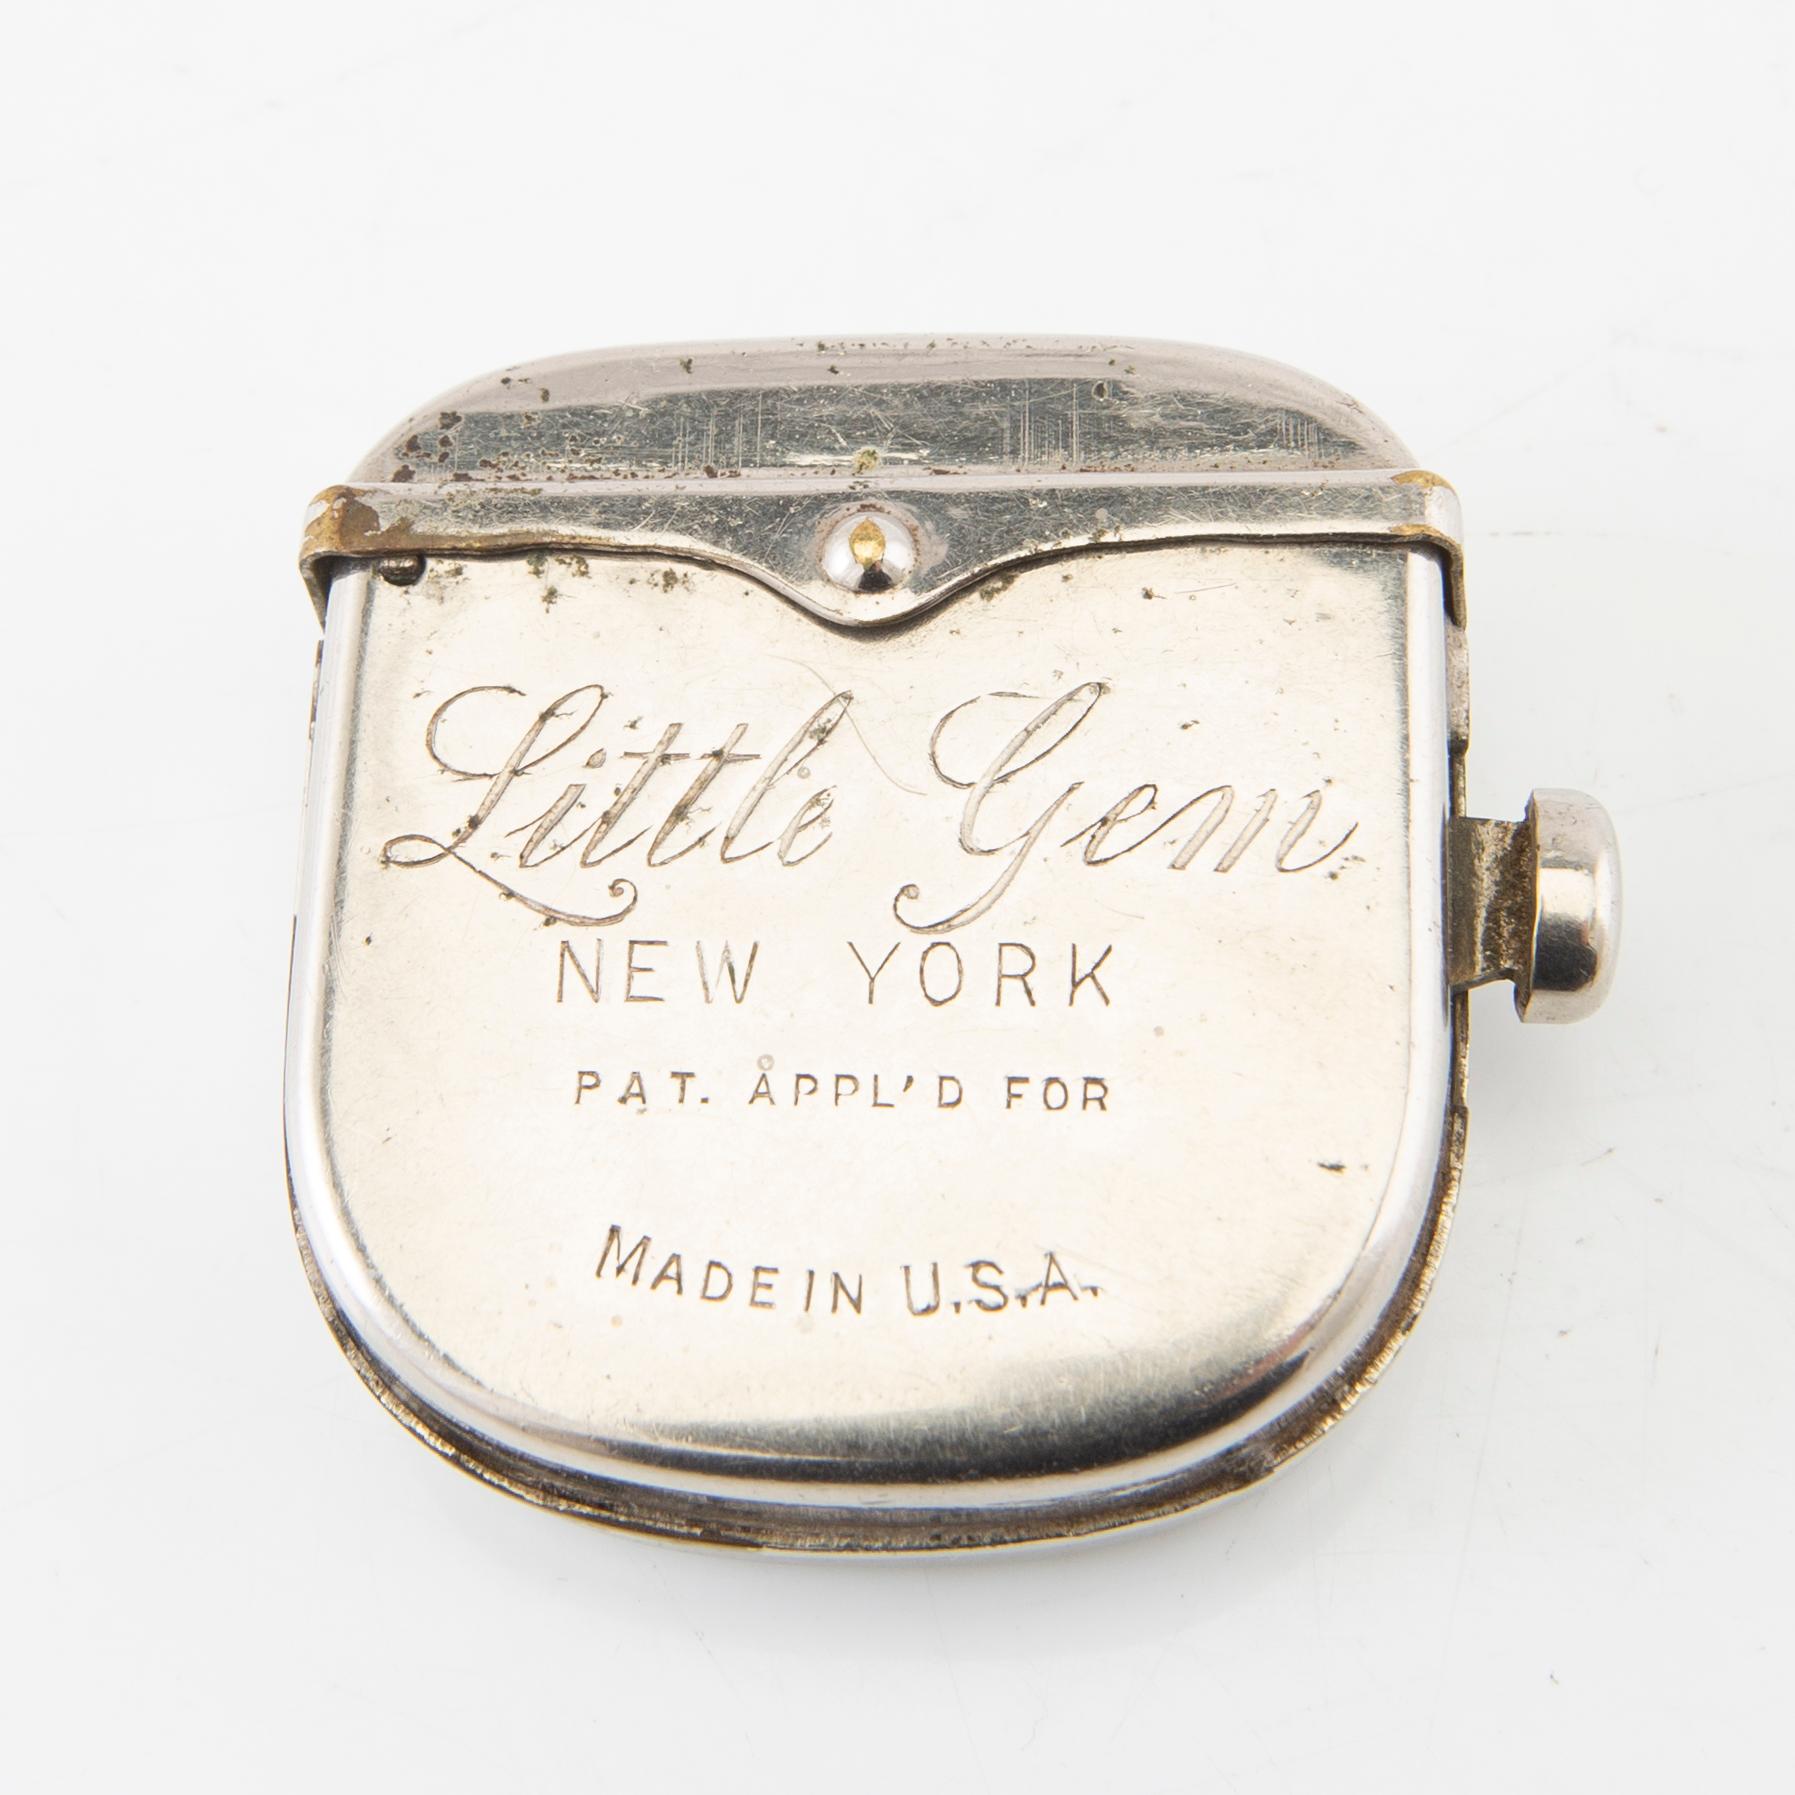 Little Gem
NEW YORK
PAT. APPL'D FOR
MADE IN U.S.A.